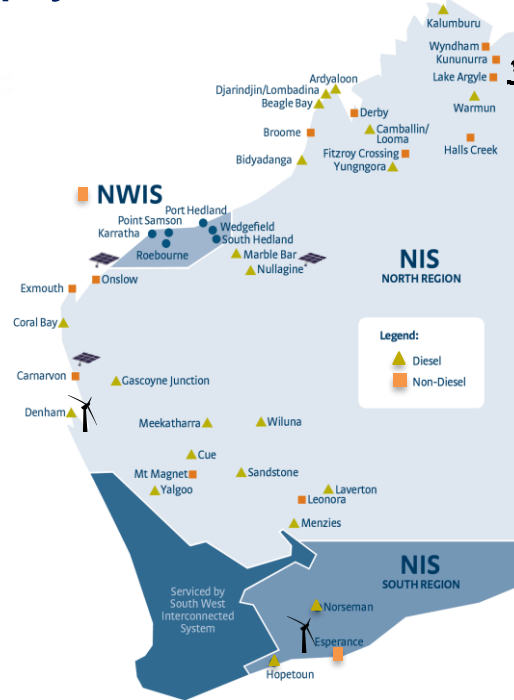 Kalumburu
Wyndham
Kununurra
Lake Argyle
Ardyaloon
Djarindjin/Lombadina
Beagle Bay
Warmun
Derby
Camballin/
Looma
Broome
Halls Creek
Fitzroy Crossing
Bidyadanga
Yungngora
NWIS
Port Hedland
Point Samson
Wedgefield
Karratha
South Hedland
Roebourne
Marble Bar
NIS
NORTH REGION
Nullagine
Onslow
Exmouth
Coral Bay
Legend:
Diesel
Non-Diesel
Carnarvon
Gascoyne Junction
Denham
Meekatharra
Wiluna
Cue
Mt Magnet
Sandstone
Yalgoo
Laverton
Leonora
Menzies
NIS
SOUTH REGION
Serviced by
South West
Interconnected
System
Norseman
Esperance
Hopetoun